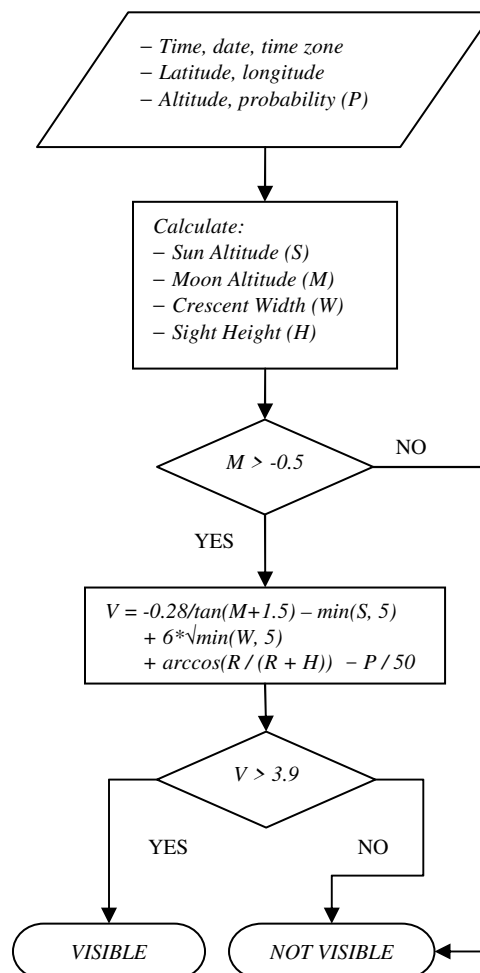 – Time, date, time zone
– Latitude, longitude
– Altitude, probability (P)
Calculate:
– Sun Altitude (S)
– Moon Altitude (M)
– Crescent Width (W)
– Sight Height (H)
M > -0.5
NO
YES
V = -0.28/tan(M+1.5) – min(S, 5)
+ 6*√min(W, 5)
+ arccos(R / (R + H)) – P / 50
V > 3.9
YES
NO
VISIBLE
NOT VISIBLE